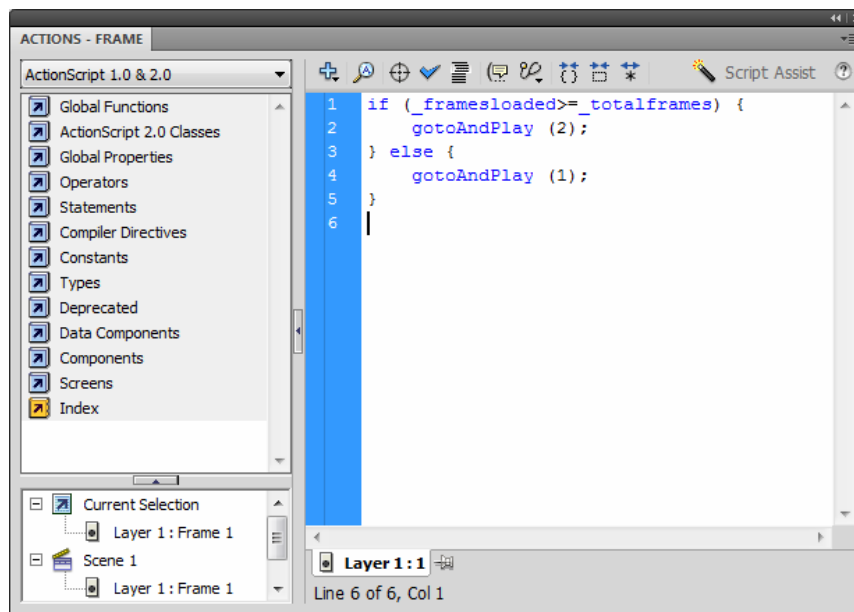 ACTIONS - FRAME
ActionScript 1.0 & 2.0
Global Functions
ActionScript 2.0 Classes
Global Properties
Operators
Statements
Compiler Directives
Constants
Types
Deprecated
Data Components
Components
Screens
Index
Current Selection
Layer 1 : Frame 1
Scene 1
Layer 1 : Frame 1
Script Assist
1 if (_framesloaded>=_totalframes) {
2 gotoAndPlay (2);
3 } else {
4 gotoAndPlay (1);
5 }
6
Layer 1 : 1
Line 6 of 6, Col 1